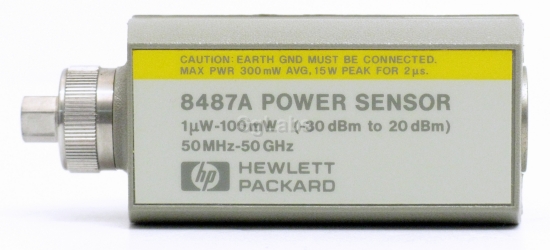 CAUTION: EARTH GND MUST BE CONNECTED.
MAX PWR 300mW AVG, 15W PEAK FOR 2µs.
8487A POWER SENSOR
1µW-100mW (-30 dBm to 20 dBm)
50 MHz-50 GHz
hp HEWLETT
PACKARD